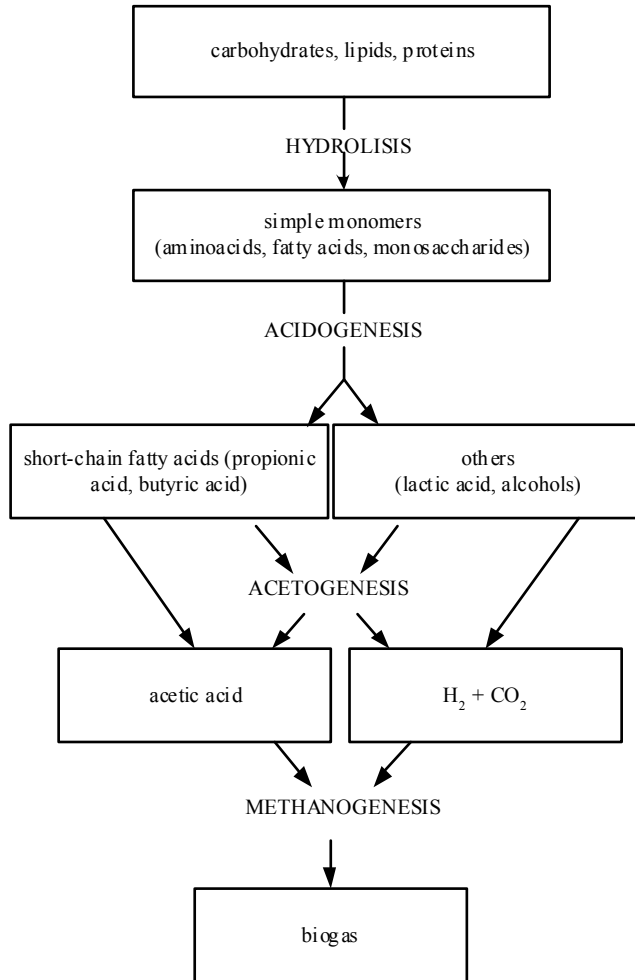 carbohydrates, lipids, proteins
HYDROLISIS
simple monomers
(aminoacids, fatty acids, monosaccharides)
ACIDOGENESIS
short-chain fatty acids (propionic
acid, butyric acid)
others
(lactic acid, alcohols)
ACETOGENESIS
acetic acid
H₂ + CO₂
METHANOGENESIS
biogas